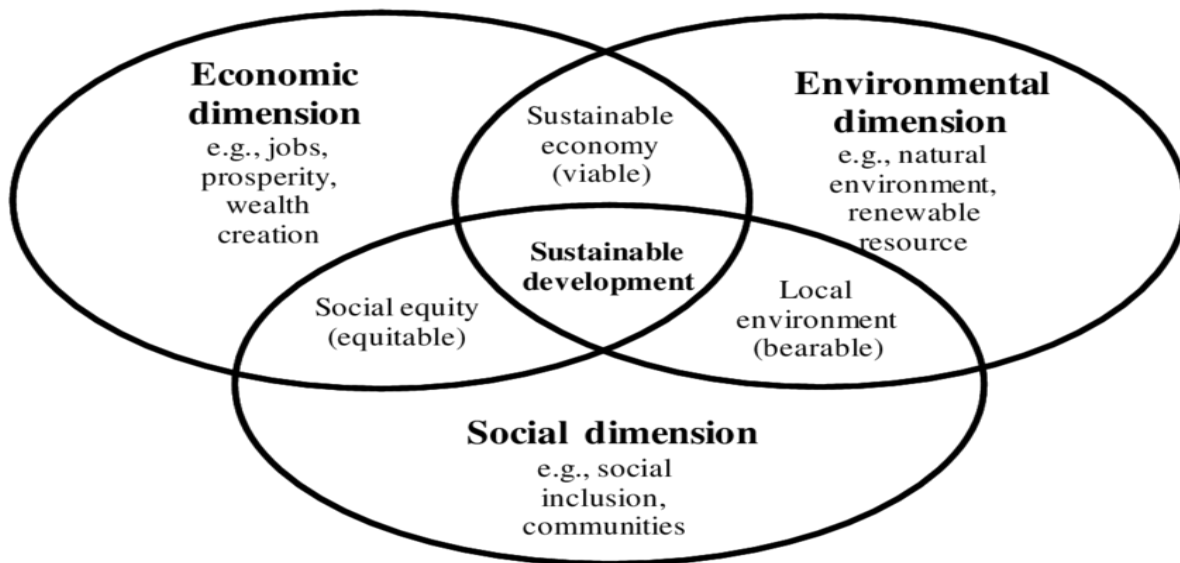 Economic
dimension
e.g., jobs,
prosperity,
wealth
creation
Sustainable
economy
(viable)
Environmental
dimension
e.g., natural
environment,
renewable
resource
Sustainable
development
Social equity
(equitable)
Local
environment
(bearable)
Social dimension
e.g., social
inclusion,
communities